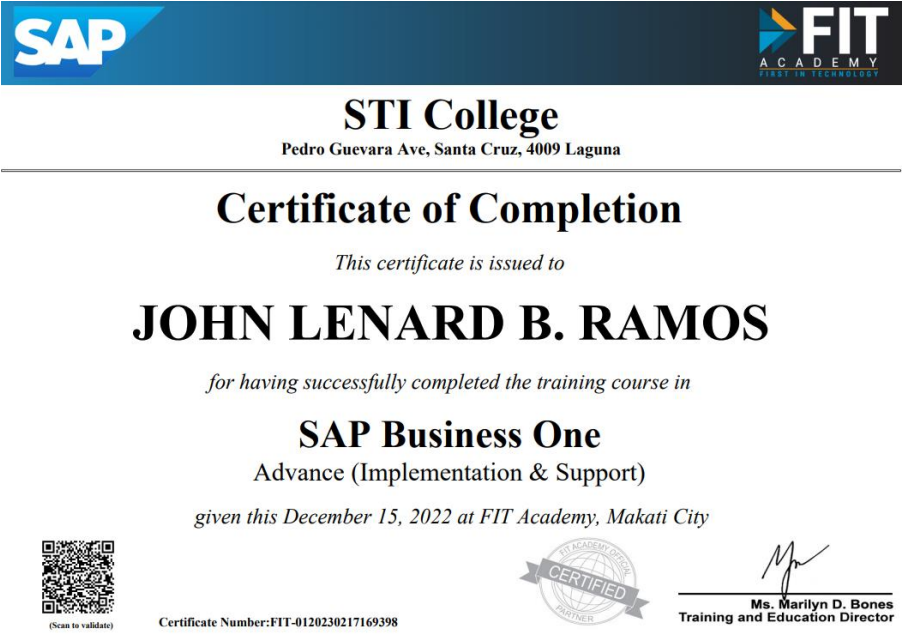 SAP
FIT
ACADEMY
FIRST IN TECHNOLOGY
STI College
Pedro Guevara Ave, Santa Cruz, 4009 Laguna
Certificate of Completion
This certificate is issued to
JOHN LENARD B. RAMOS
for having successfully completed the training course in
SAP Business One
Advance (Implementation & Support)
given this December 15, 2022 at FIT Academy, Makati City
(Scan to validate)
Certificate Number:FIT-0120230217169398
FIT ACADEMY OFFICIAL
CERTIFIED
PARTNER
Ms. Marilyn D. Bones
Training and Education Director